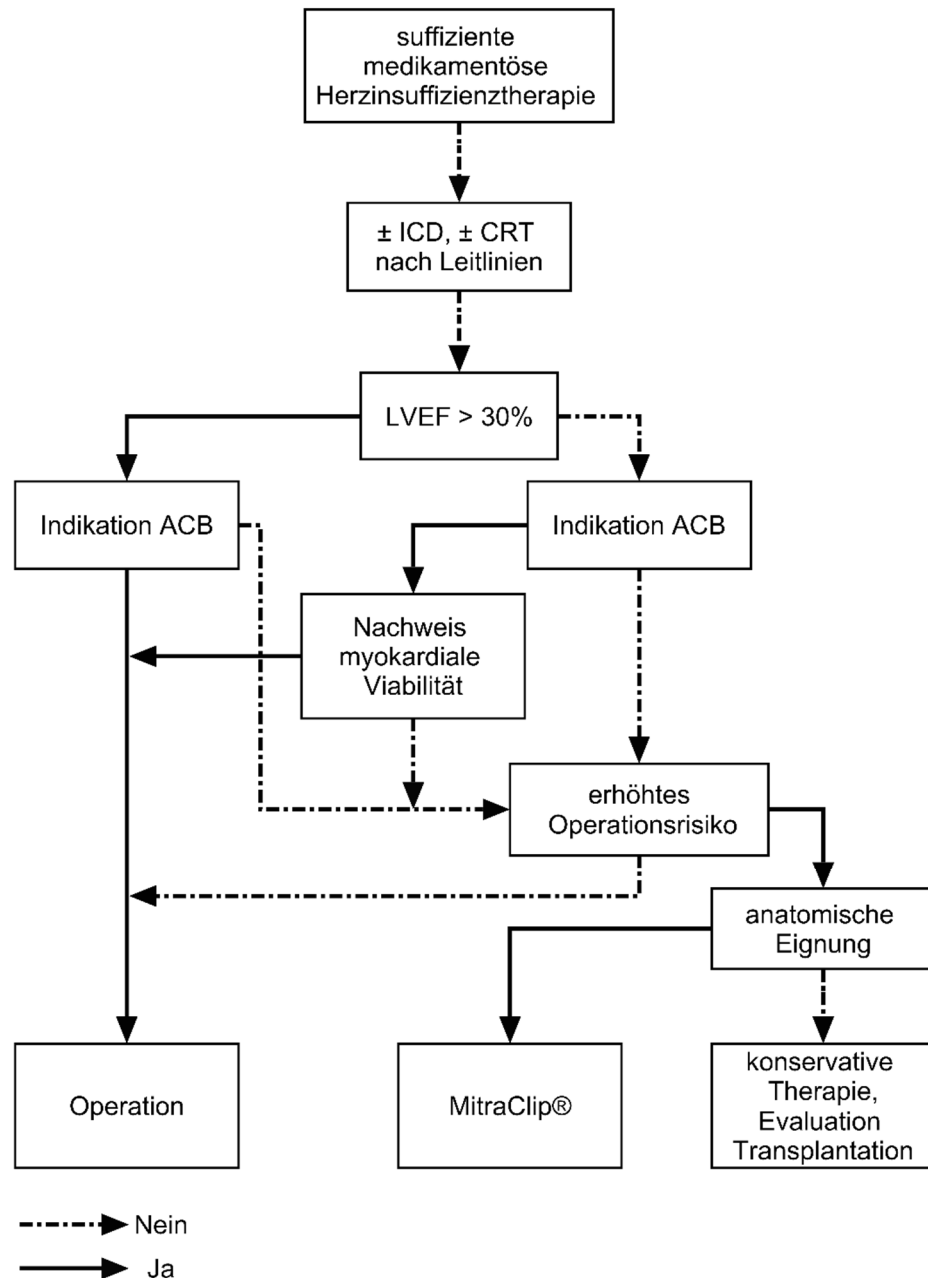 suffiziente
medikamentöse
Herzinsuffizienztherapie
± ICD, ± CRT
nach Leitlinien
LVEF > 30%
Indikation ACB
Indikation ACB
Nachweis
myokardiale
Viabilität
erhöhtes
Operationsrisiko
anatomische
Eignung
Operation
MitraClip®
konservative
Therapie,
Evaluation
Transplantation
Nein
Ja